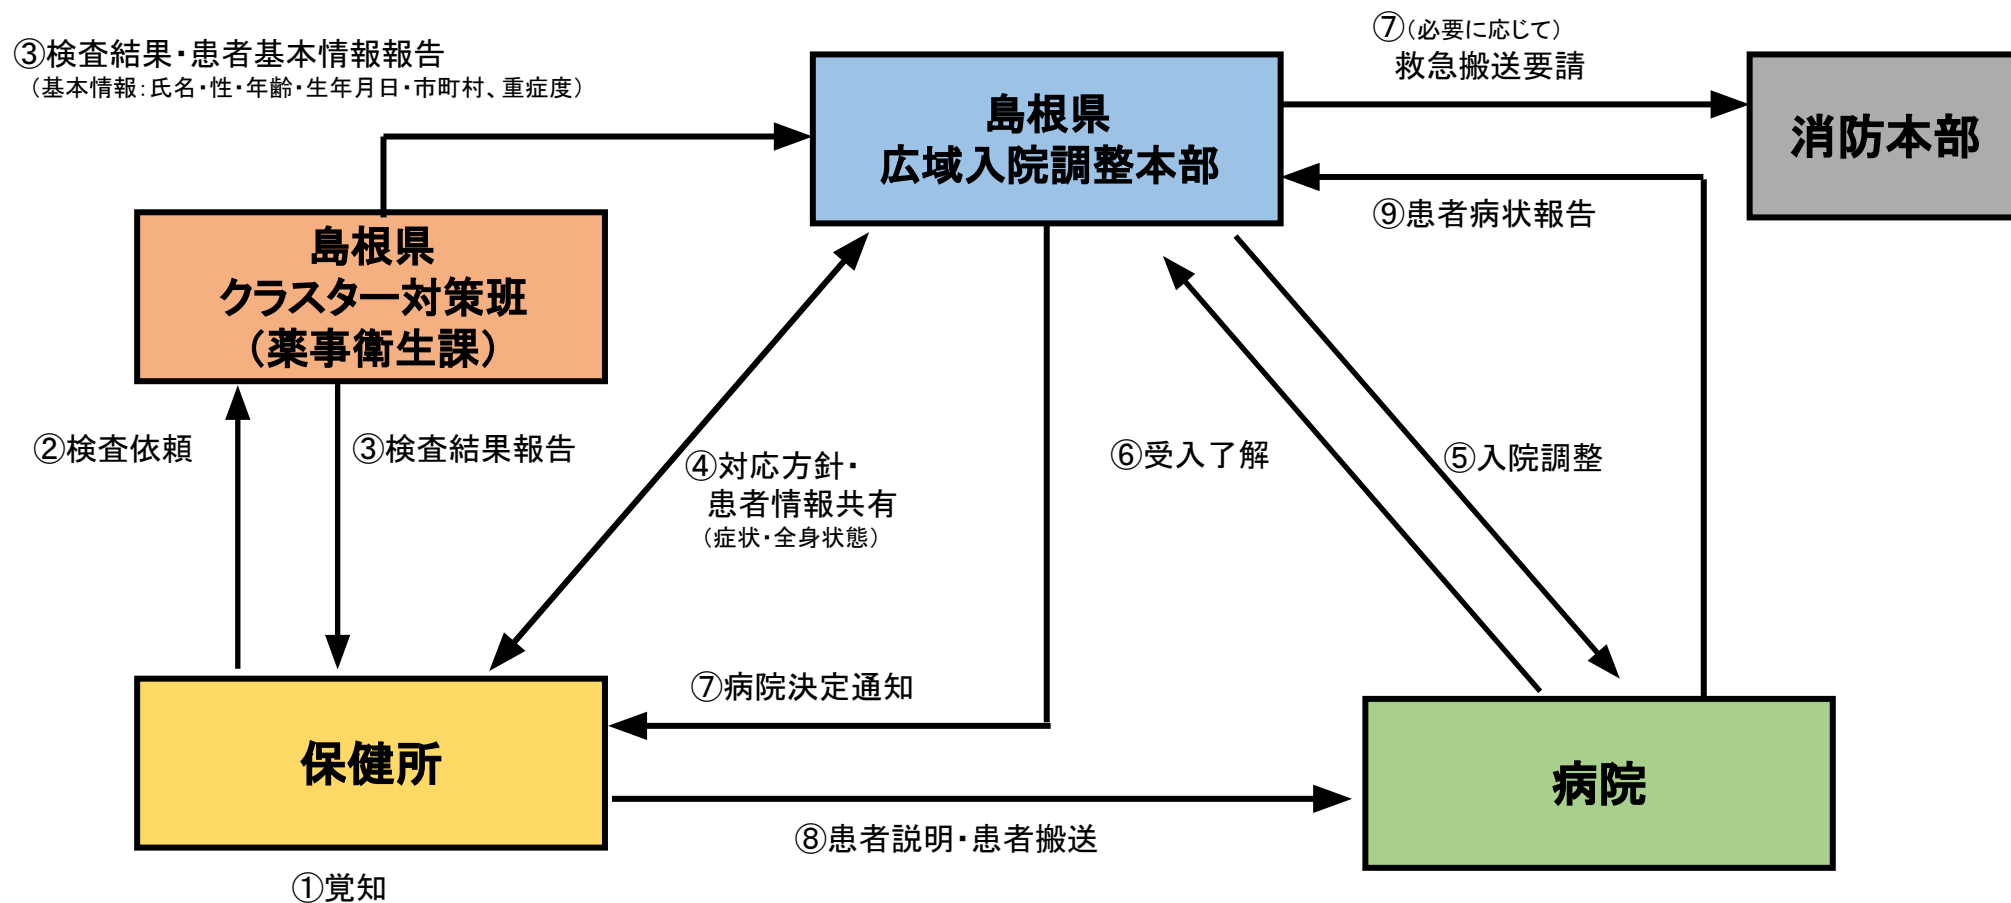 ③検査結果・患者基本情報報告
（基本情報：氏名・性・年齢・生年月日・市町村、重症度）
⑦（必要に応じて）
救急搬送要請
島根県
広域入院調整本部
消防本部
⑨患者病状報告
島根県
クラスター対策班
（薬事衛生課）
②検査依頼
③検査結果報告
④対応方針・
患者情報共有
（症状・全身状態）
⑥受入了解
⑤入院調整
⑦病院決定通知
保健所
病院
⑧患者説明・患者搬送
①覚知